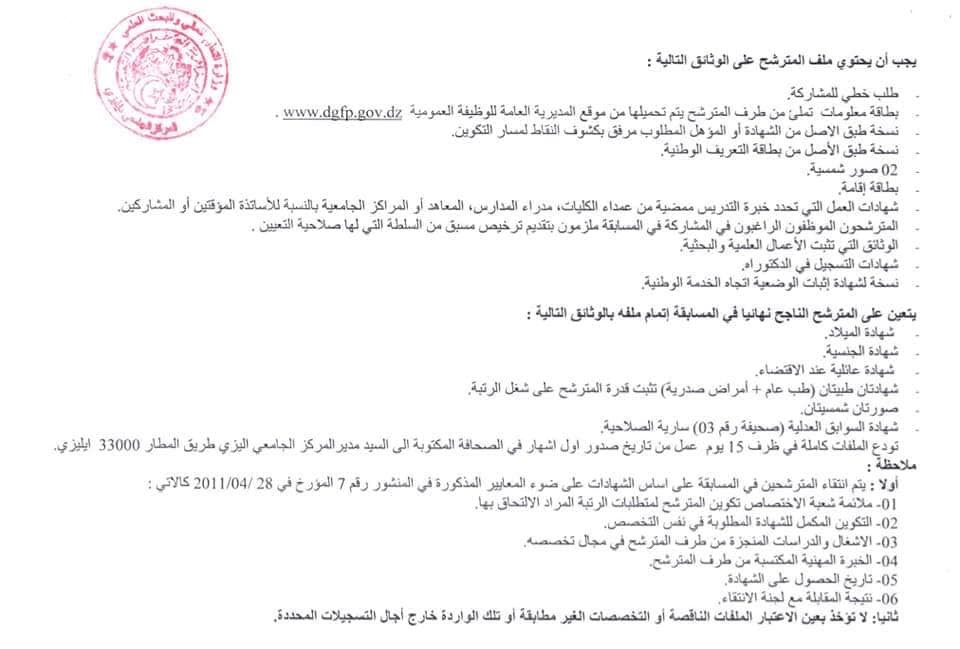 وزارة التعليم العالي والبحث العلمي
المركز الجامعي إيليزي
يجب أن يحتوي ملف المترشح على الوثائق التالية :
- طلب خطي للمشاركة.
- بطاقة معلومات تملئ من طرف المترشح يتم تحميلها من موقع المديرية العامة للوظيفة العمومية www.dgfp.gov.dz .
- نسخة طبق الاصل من الشهادة أو المؤهل المطلوب مرفق بكشوف النقاط لمسار التكوين.
- نسخة طبق الأصل من بطاقة التعريف الوطنية.
- 02 صور شمسية.
- بطاقة إقامة.
- شهادات العمل التي تحدد خبرة التدريس ممضية من عمداء الكليات، مدراء المدارس، المعاهد أو المراكز الجامعية بالنسبة للأساتذة المؤقتين أو المشاركين.
- المترشحون الموظفون الراغبون في المشاركة في المسابقة ملزمون بتقديم ترخيص مسبق من السلطة التي لها صلاحية التعيين .
- الوثائق التي تثبت الأعمال العلمية والبحثية.
- شهادات التسجيل في الدكتوراه.
- نسخة لشهادة إثبات الوضعية اتجاه الخدمة الوطنية.
يتعين على المترشح الناجح نهائيا في المسابقة إتمام ملفه بالوثائق التالية :
- شهادة الميلاد.
- شهادة الجنسية.
- شهادة عائلية عند الاقتضاء.
- شهادتان طبيتان (طب عام + أمراض صدرية) تثبت قدرة المترشح على شغل الرتبة.
- صورتان شمسيتان.
- شهادة السوابق العدلية (صحيفة رقم 03) سارية الصلاحية.
تودع الملفات كاملة في ظرف 15 يوم عمل من تاريخ صدور اول اشهار في الصحافة المكتوبة الى السيد مدير المركز الجامعي اليزي طريق المطار 33000 ايليزي.
ملاحظة :
أولا : يتم انتقاء المترشحين في المسابقة على اساس الشهادات على ضوء المعايير المذكورة في المنشور رقم 7 المؤرخ في 28 /04/ 2011 كالاتي :
01- ملائمة شعبة الاختصاص تكوين المترشح لمتطلبات الرتبة المراد الالتحاق بها.
02- التكوين المكمل للشهادة المطلوبة في نفس التخصص.
03- الاشغال والدراسات المنجزة من طرف المترشح في مجال تخصصه.
04- الخبرة المهنية المكتسبة من طرف المترشح.
05- تاريخ الحصول على الشهادة.
06- نتيجة المقابلة مع لجنة الانتقاء.
ثانيا: لا تؤخذ بعين الاعتبار الملفات الناقصة أو التخصصات الغير مطابقة أو تلك الواردة خارج أجال التسجيلات المحددة.